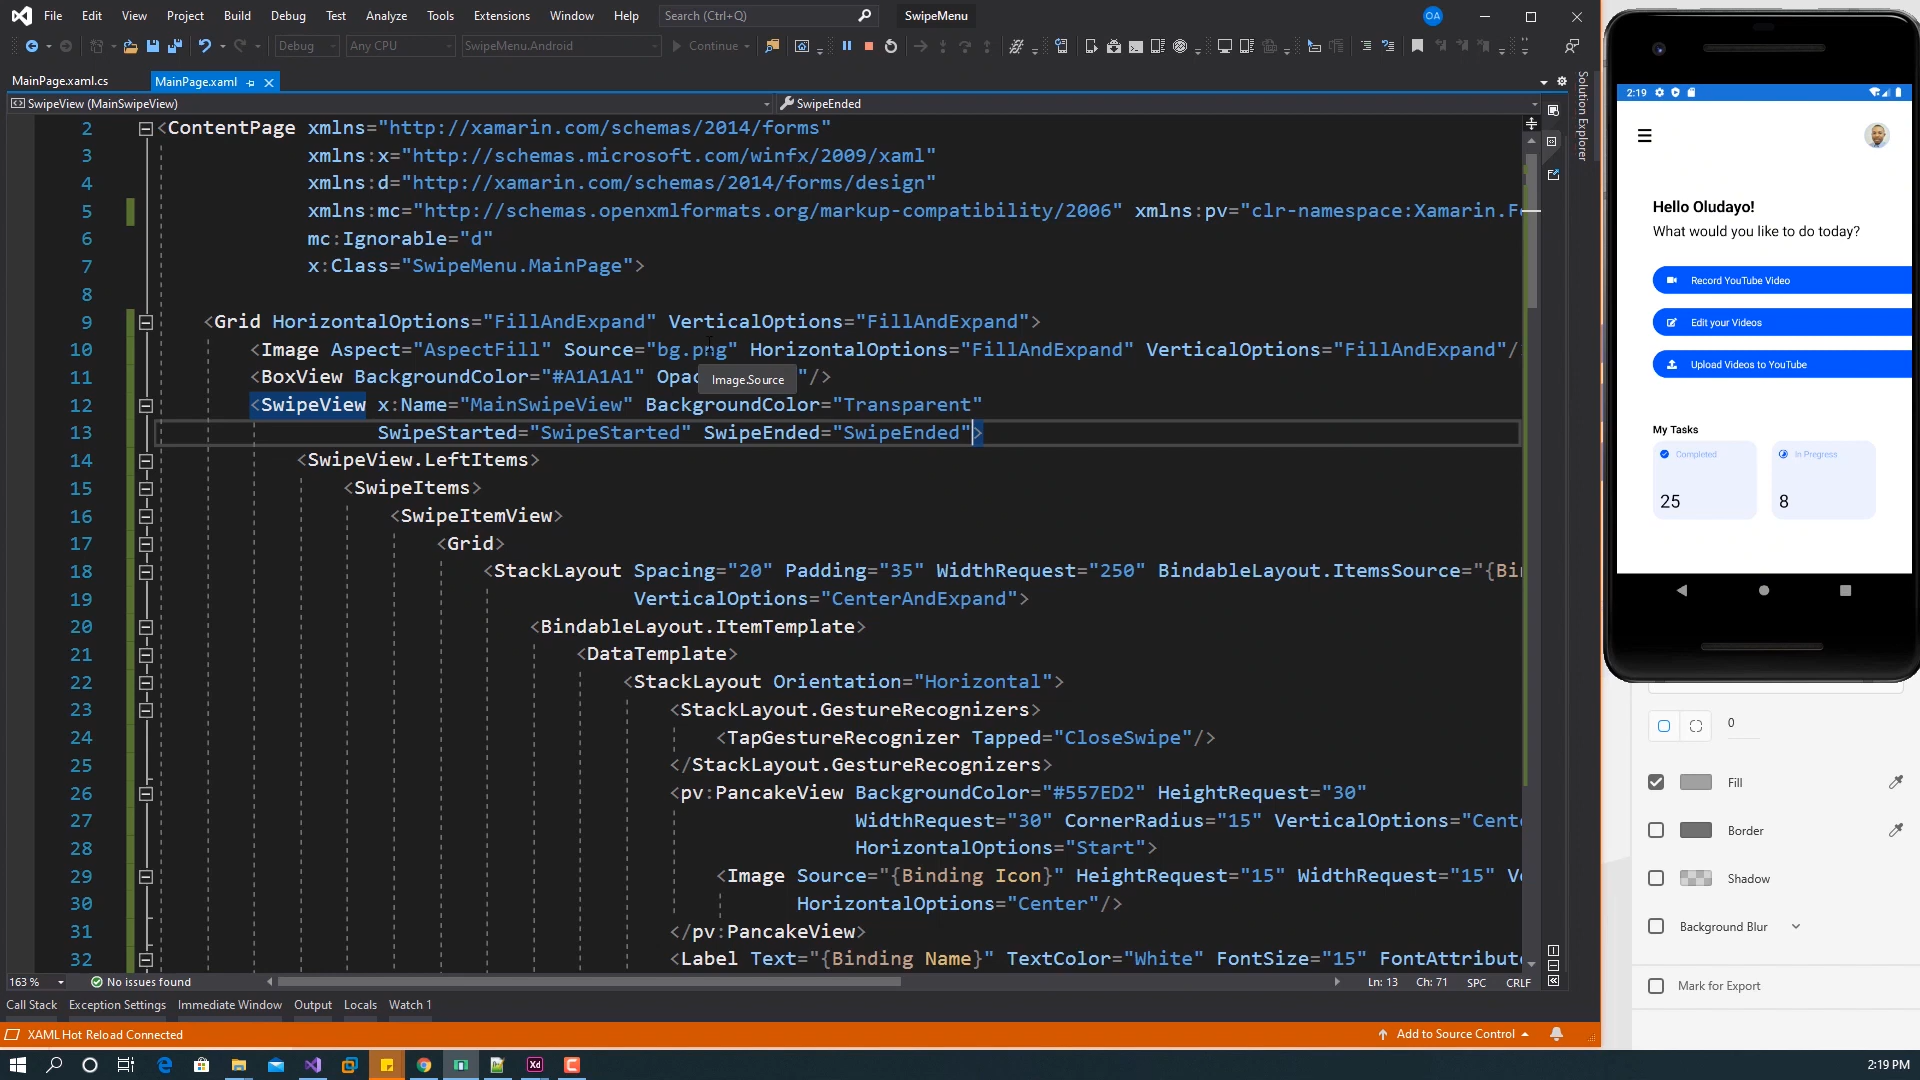 File Edit View Project Build Debug Test Analyze Tools Extensions Window Help Search (Ctrl+Q) SwipeMenu OA
Debug Any CPU SwipeMenu.Android Continue
MainPage.xaml.cs MainPage.xaml
SwipeView (MainSwipeView) SwipeEnded
2 <ContentPage xmlns="http://xamarin.com/schemas/2014/forms"
3 xmlns:x="http://schemas.microsoft.com/winfx/2009/xaml"
4 xmlns:d="http://xamarin.com/schemas/2014/forms/design"
5 xmlns:mc="http://schemas.openxmlformats.org/markup-compatibility/2006" xmlns:pv="clr-namespace:Xamarin.F
6 mc:Ignorable="d"
7 x:Class="SwipeMenu.MainPage">
8
9 <Grid HorizontalOptions="FillAndExpand" VerticalOptions="FillAndExpand">
10 <Image Aspect="AspectFill" Source="bg.png" HorizontalOptions="FillAndExpand" VerticalOptions="FillAndExpand"/
11 <BoxView BackgroundColor="#A1A1A1" Opac "/>
Image.Source
12 <SwipeView x:Name="MainSwipeView" BackgroundColor="Transparent"
13 SwipeStarted="SwipeStarted" SwipeEnded="SwipeEnded">
14 <SwipeView.LeftItems>
15 <SwipeItems>
16 <SwipeItemView>
17 <Grid>
18 <StackLayout Spacing="20" Padding="35" WidthRequest="250" BindableLayout.ItemsSource="{Bi
19 VerticalOptions="CenterAndExpand">
20 <BindableLayout.ItemTemplate>
21 <DataTemplate>
22 <StackLayout Orientation="Horizontal">
23 <StackLayout.GestureRecognizers>
24 <TapGestureRecognizer Tapped="CloseSwipe"/>
25 </StackLayout.GestureRecognizers>
26 <pv:PancakeView BackgroundColor="#557ED2" HeightRequest="30"
27 WidthRequest="30" CornerRadius="15" VerticalOptions="Cent
28 HorizontalOptions="Start">
29 <Image Source="{Binding Icon}" HeightRequest="15" WidthRequest="15" V
30 HorizontalOptions="Center"/>
31 </pv:PancakeView>
32 <Label Text="{Binding Name}" TextColor="White" FontSize="15" FontAttribut
163 % No issues found Ln: 13 Ch: 71 SPC CRLF
Call Stack Exception Settings Immediate Window Output Locals Watch 1
XAML Hot Reload Connected Add to Source Control
Solution Explorer
2:19
Hello Oludayo!
What would you like to do today?
Record YouTube Video
Edit your Videos
Upload Videos to YouTube
My Tasks
Completed In Progress
25 8
0
Fill
Border
Shadow
Background Blur
Mark for Export
Xd
2:19 PM